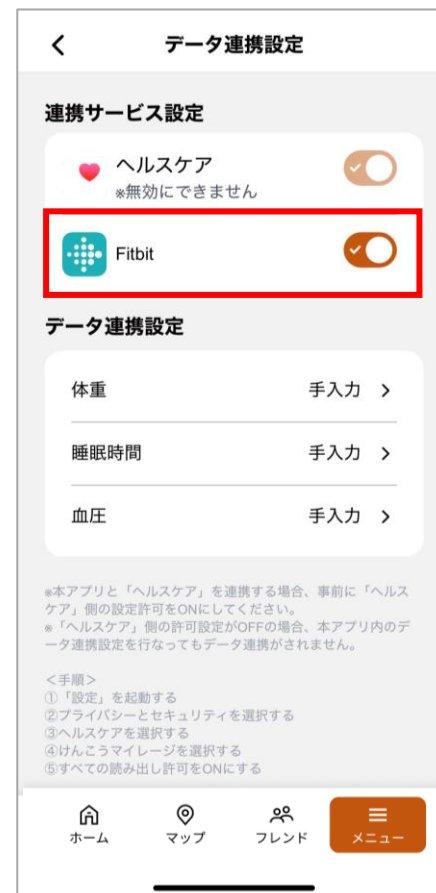 データ連携設定
連携サービス設定
ヘルスケア
※無効にできません
Fitbit
データ連携設定
体重 手入力
睡眠時間 手入力
血圧 手入力
※本アプリと「ヘルスケア」を連携する場合、事前に「ヘルス
ケア」側の設定許可をONにしてください。
※「ヘルスケア」側の許可設定がOFFの場合、本アプリ内のデ
ータ連携設定を行なってもデータ連携がされません。
＜手順＞
①「設定」を起動する
②プライバシーとセキュリティを選択する
③ヘルスケアを選択する
④けんこうマイレージを選択する
⑤すべての読み出し許可をONにする
ホーム マップ フレンド メニュー